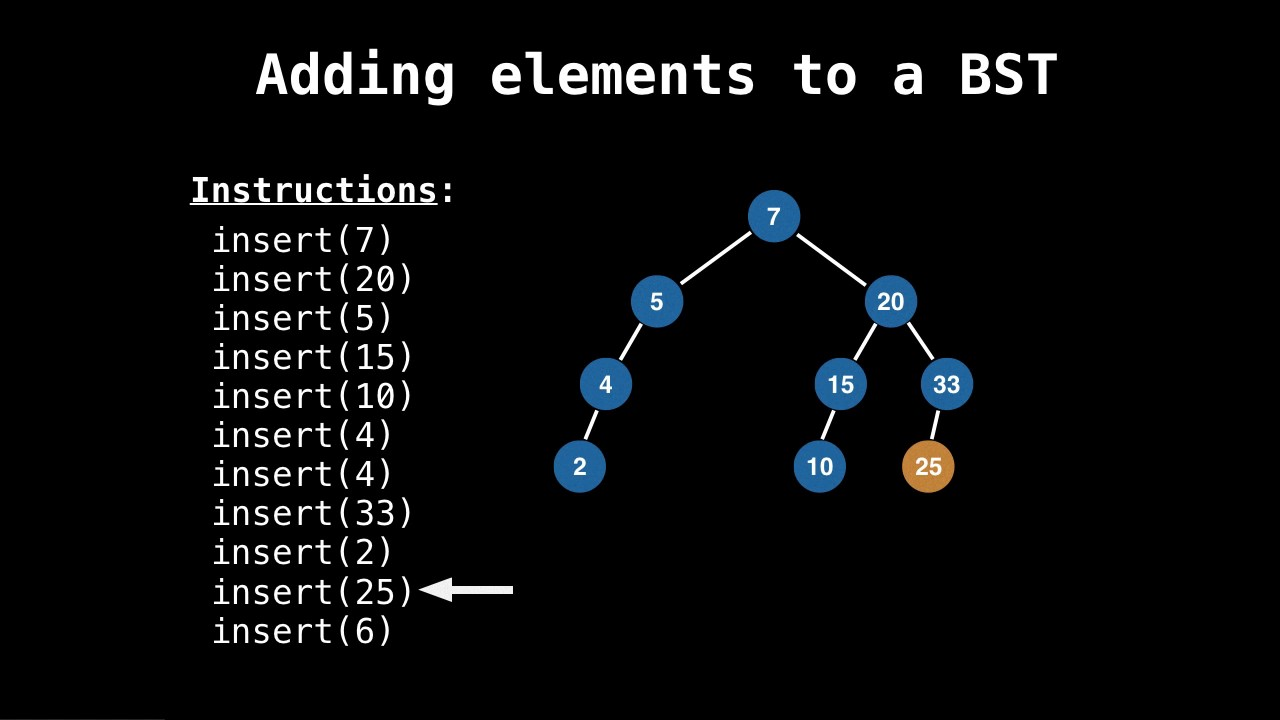 Adding elements to a BST
Instructions:
insert(7)
insert(20)
insert(5)
insert(15)
insert(10)
insert(4)
insert(4)
insert(33)
insert(2)
insert(25)
insert(6)
7
5
20
4
15
33
2
10
25